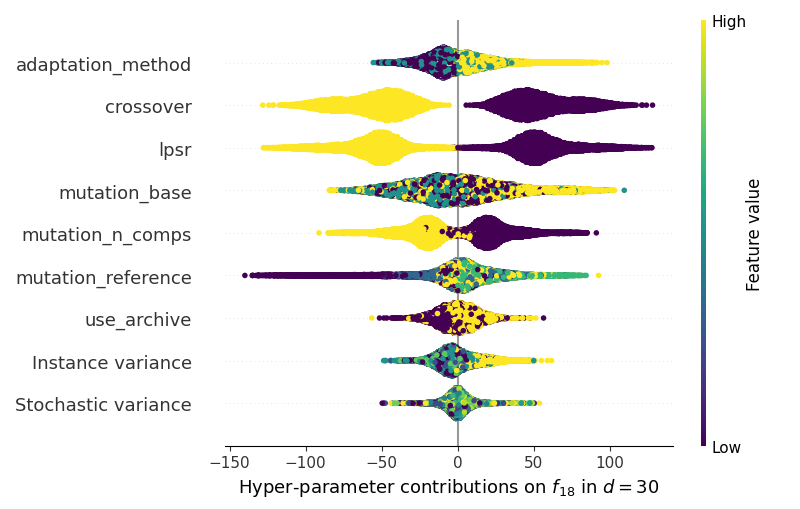 High
adaptation_method
crossover
lpsr
mutation_base
mutation_n_comps
mutation_reference
use_archive
Instance variance
Stochastic variance
Feature value
Low
−150 −100 −50 0 50 100
Hyper-parameter contributions on f₁₈ in d = 30